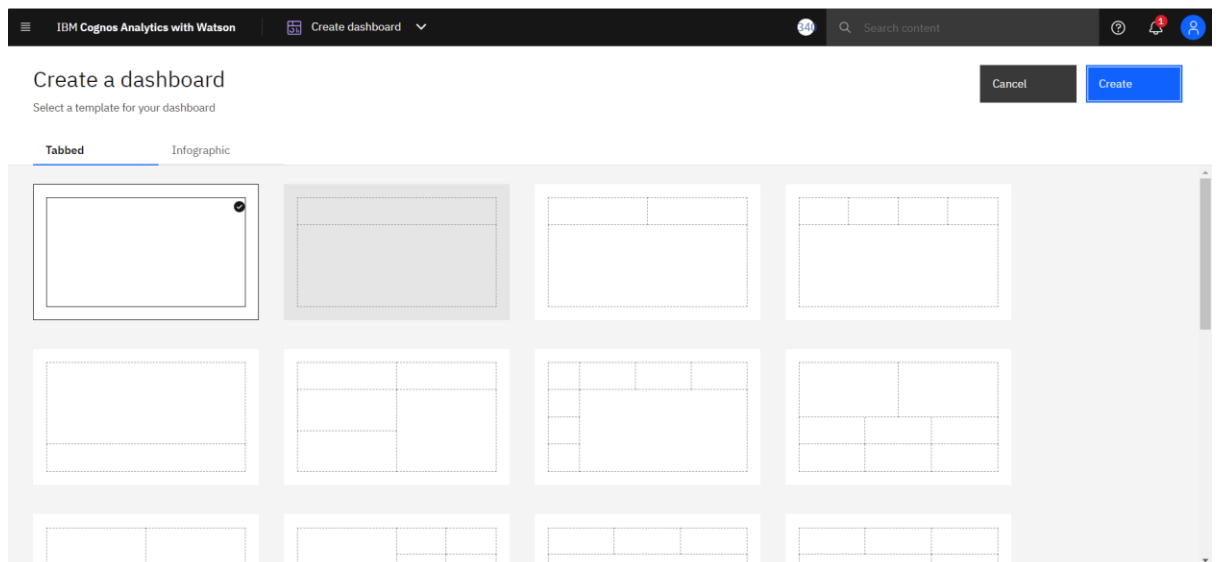 IBM Cognos Analytics with Watson
Create dashboard
Search content
1
Create a dashboard
Cancel
Create
Select a template for your dashboard
Tabbed
Infographic